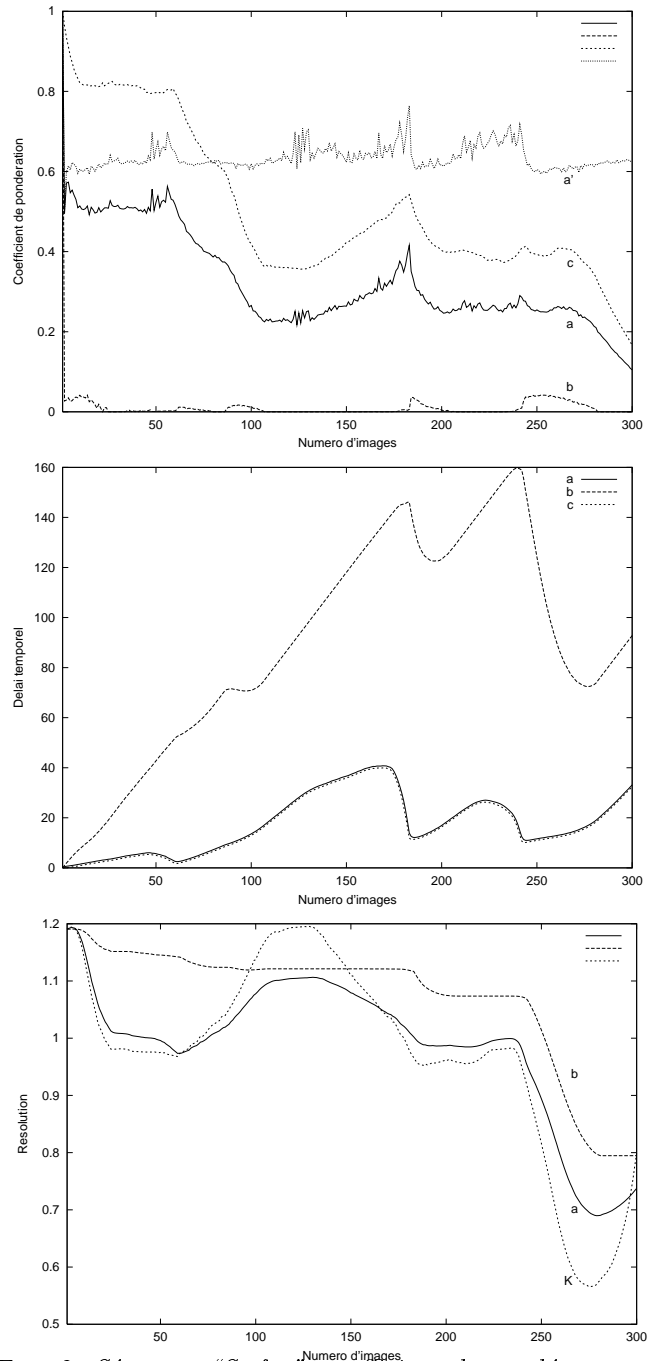 1
0.8
0.6
0.4
0.2
0
Coefficient de ponderation
a'
c
a
b
50 100 150 200 250 300
Numero d'images
160
140
120
100
80
60
40
20
0
Delai temporel
a
b
c
50 100 150 200 250 300
Numero d'images
1.2
1.1
1
0.9
0.8
0.7
0.6
0.5
Resolution
b
a
K
50 100 150 200 250 300
Numero d'images